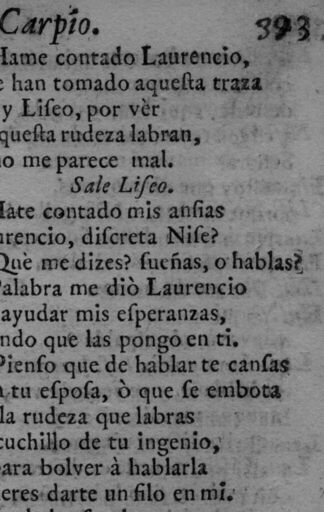 Carpio. 393
Hame contado Laurencio,
han tomado aquesta traza
y Liſeo, por vèr
queſta rudeza labran,
no me parece mal.
Sale Liſeo.
Hate contado mis anſias
urencio, diſcreta Niſe?
Què me dizes? ſueñas, o hablas?
Palabra me diò Laurencio
ayudar mis eſperanzas,
ndo que las pongo en ti.
Pienſo que de hablarte canſas
tu eſpoſa, ò que ſe embota
la rudeza que labras
cuchillo de tu ingenio,
para bolver à hablarla
eres darte un filo en mi.